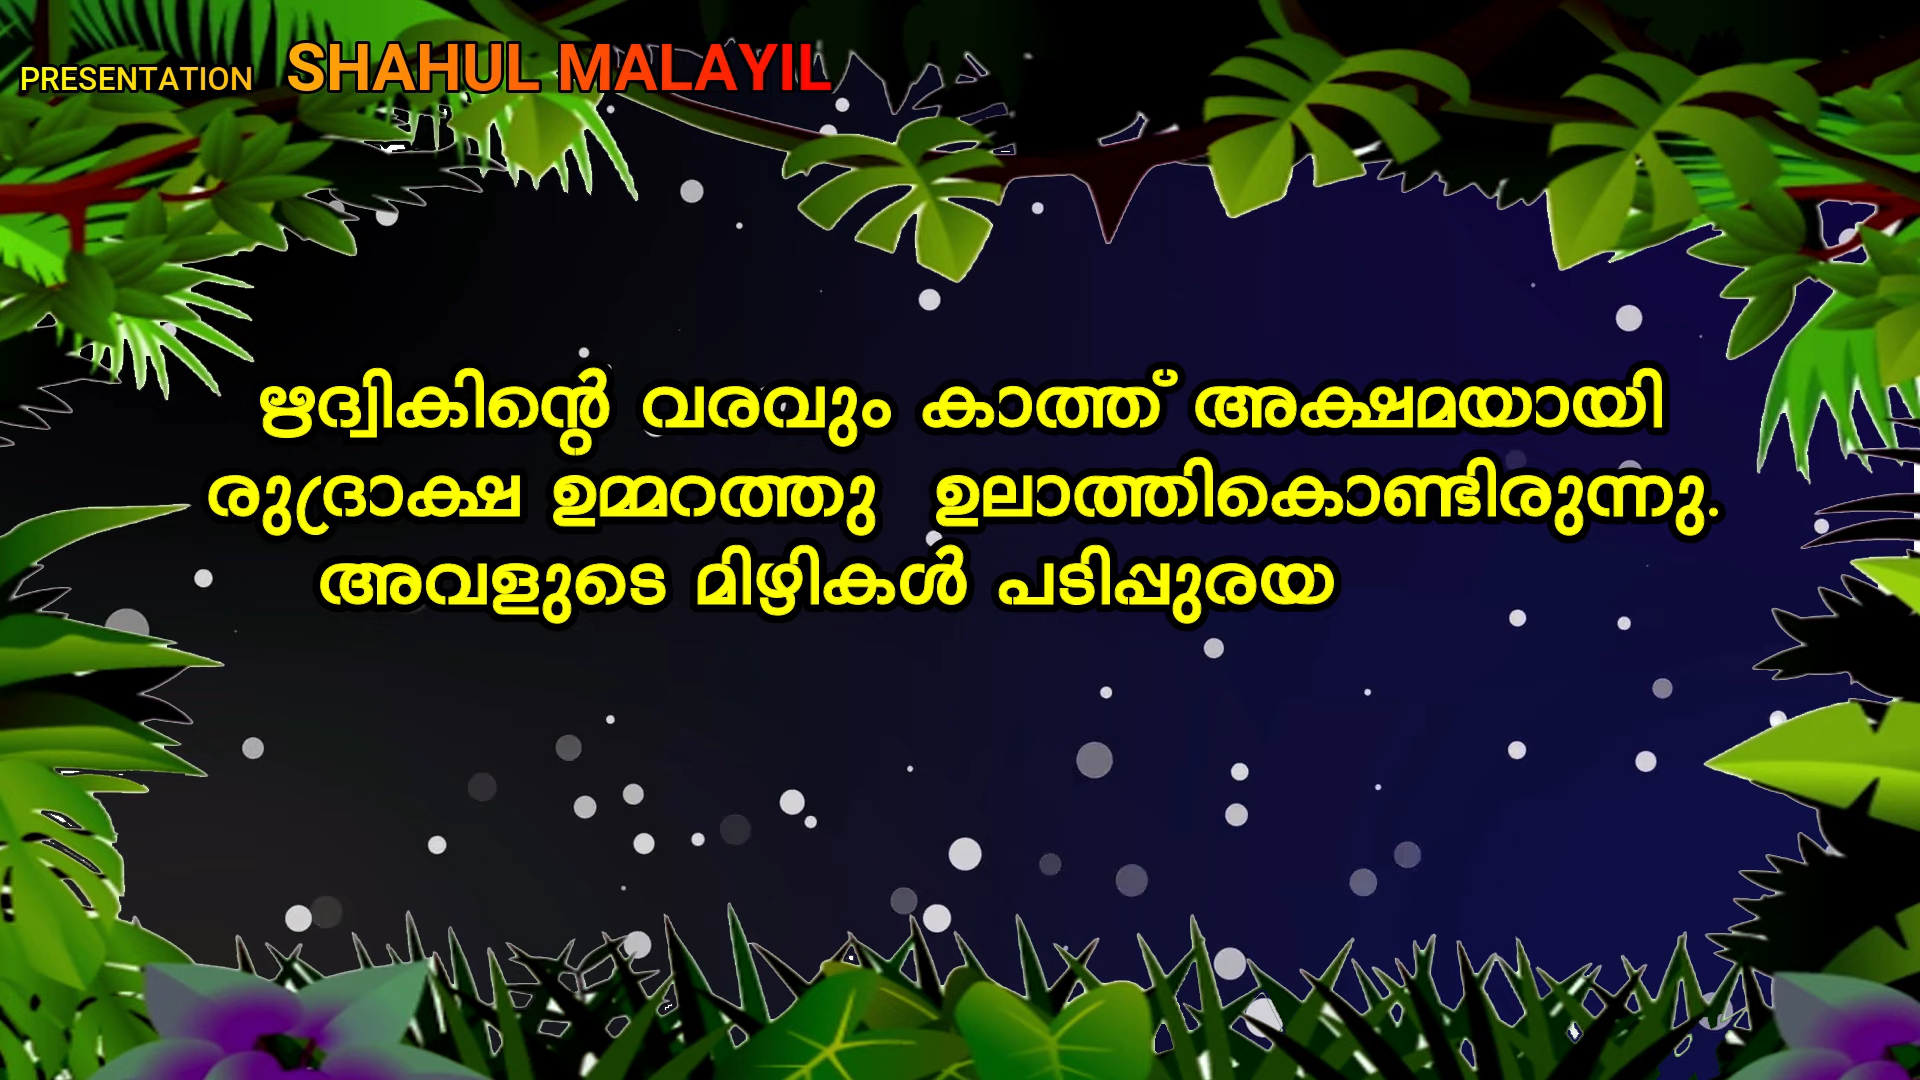 PRESENTATION SHAHUL MALAYIL
ഋദ്വികിന്റെ വരവും കാത്ത് അക്ഷമയായി
രുദ്രാക്ഷ ഉമ്മറത്തു ഉലാത്തികൊണ്ടിരുന്നു.
അവളുടെ മിഴികൾ പടിപ്പുരയ